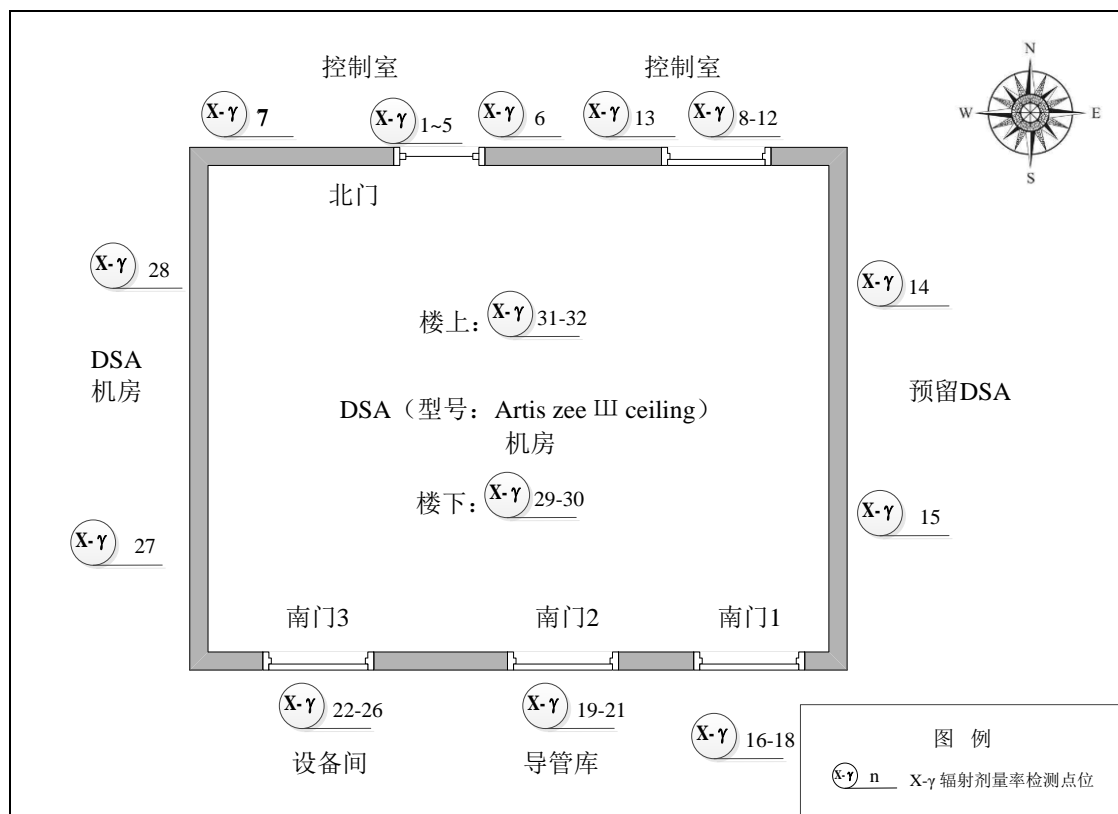 控制室
控制室
N
W
E
S
X-γ 7
X-γ 1~5
X-γ 6
X-γ 13
X-γ 8-12
北门
X-γ 28
X-γ 14
楼上：X-γ 31-32
DSA
机房
DSA（型号：Artis zee III ceiling）
机房
预留DSA
楼下：X-γ 29-30
X-γ 15
X-γ 27
南门3
南门2
南门1
X-γ 22-26
X-γ 19-21
X-γ 16-18
设备间
导管库
图 例
X-γ n X-γ 辐射剂量率检测点位